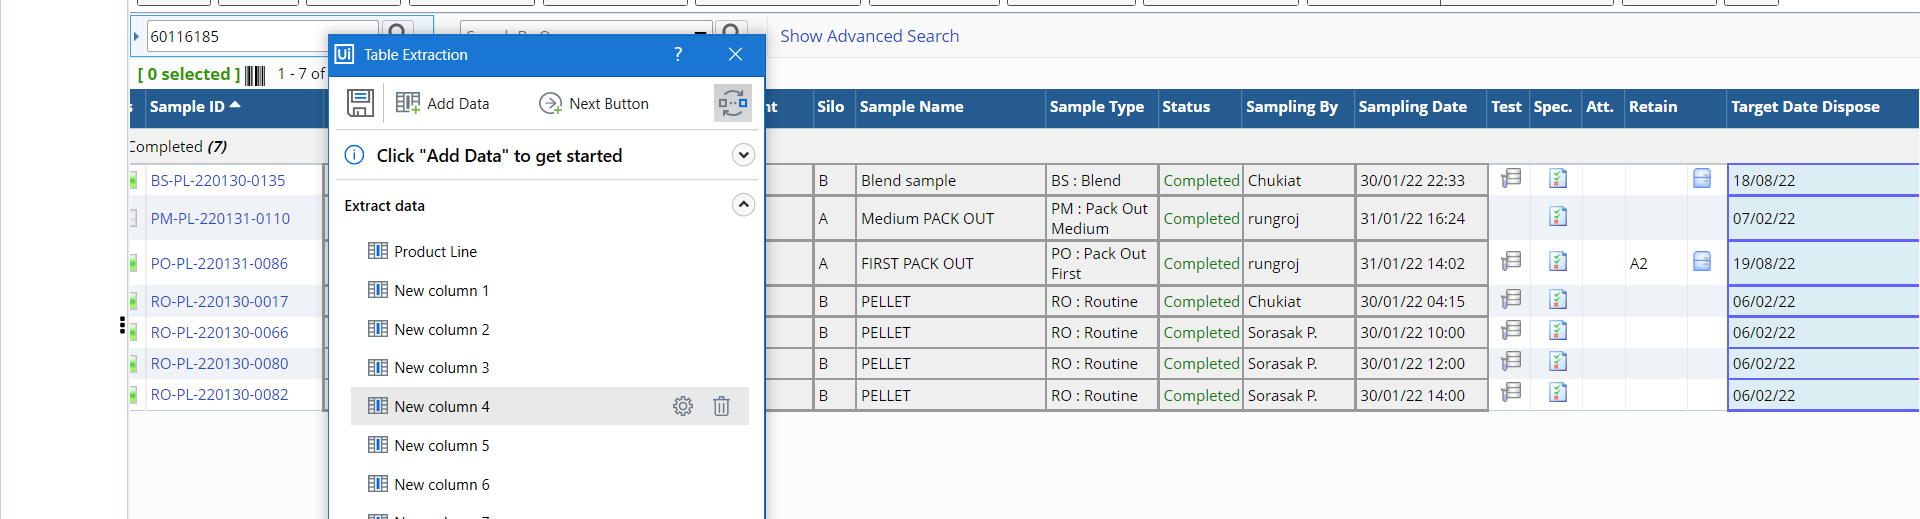 60116185
Show Advanced Search
Ui Table Extraction ?
[ 0 selected ] 1 - 7 of
Add Data Next Button
Sample ID Silo Sample Name Sample Type Status Sampling By Sampling Date Test Spec. Att. Retain Target Date Dispose
Completed (7)
Click "Add Data" to get started
BS-PL-220130-0135 B Blend sample BS : Blend Completed Chukiat 30/01/22 22:33 18/08/22
Extract data
PM-PL-220131-0110 A Medium PACK OUT PM : Pack Out Medium Completed rungroj 31/01/22 16:24 07/02/22
Product Line
PO-PL-220131-0086 A FIRST PACK OUT PO : Pack Out First Completed rungroj 31/01/22 14:02 A2 19/08/22
New column 1
RO-PL-220130-0017 B PELLET RO : Routine Completed Chukiat 30/01/22 04:15 06/02/22
New column 2
RO-PL-220130-0066 B PELLET RO : Routine Completed Sorasak P. 30/01/22 10:00 06/02/22
New column 3
RO-PL-220130-0080 B PELLET RO : Routine Completed Sorasak P. 30/01/22 12:00 06/02/22
New column 4
RO-PL-220130-0082 B PELLET RO : Routine Completed Sorasak P. 30/01/22 14:00 06/02/22
New column 5
New column 6